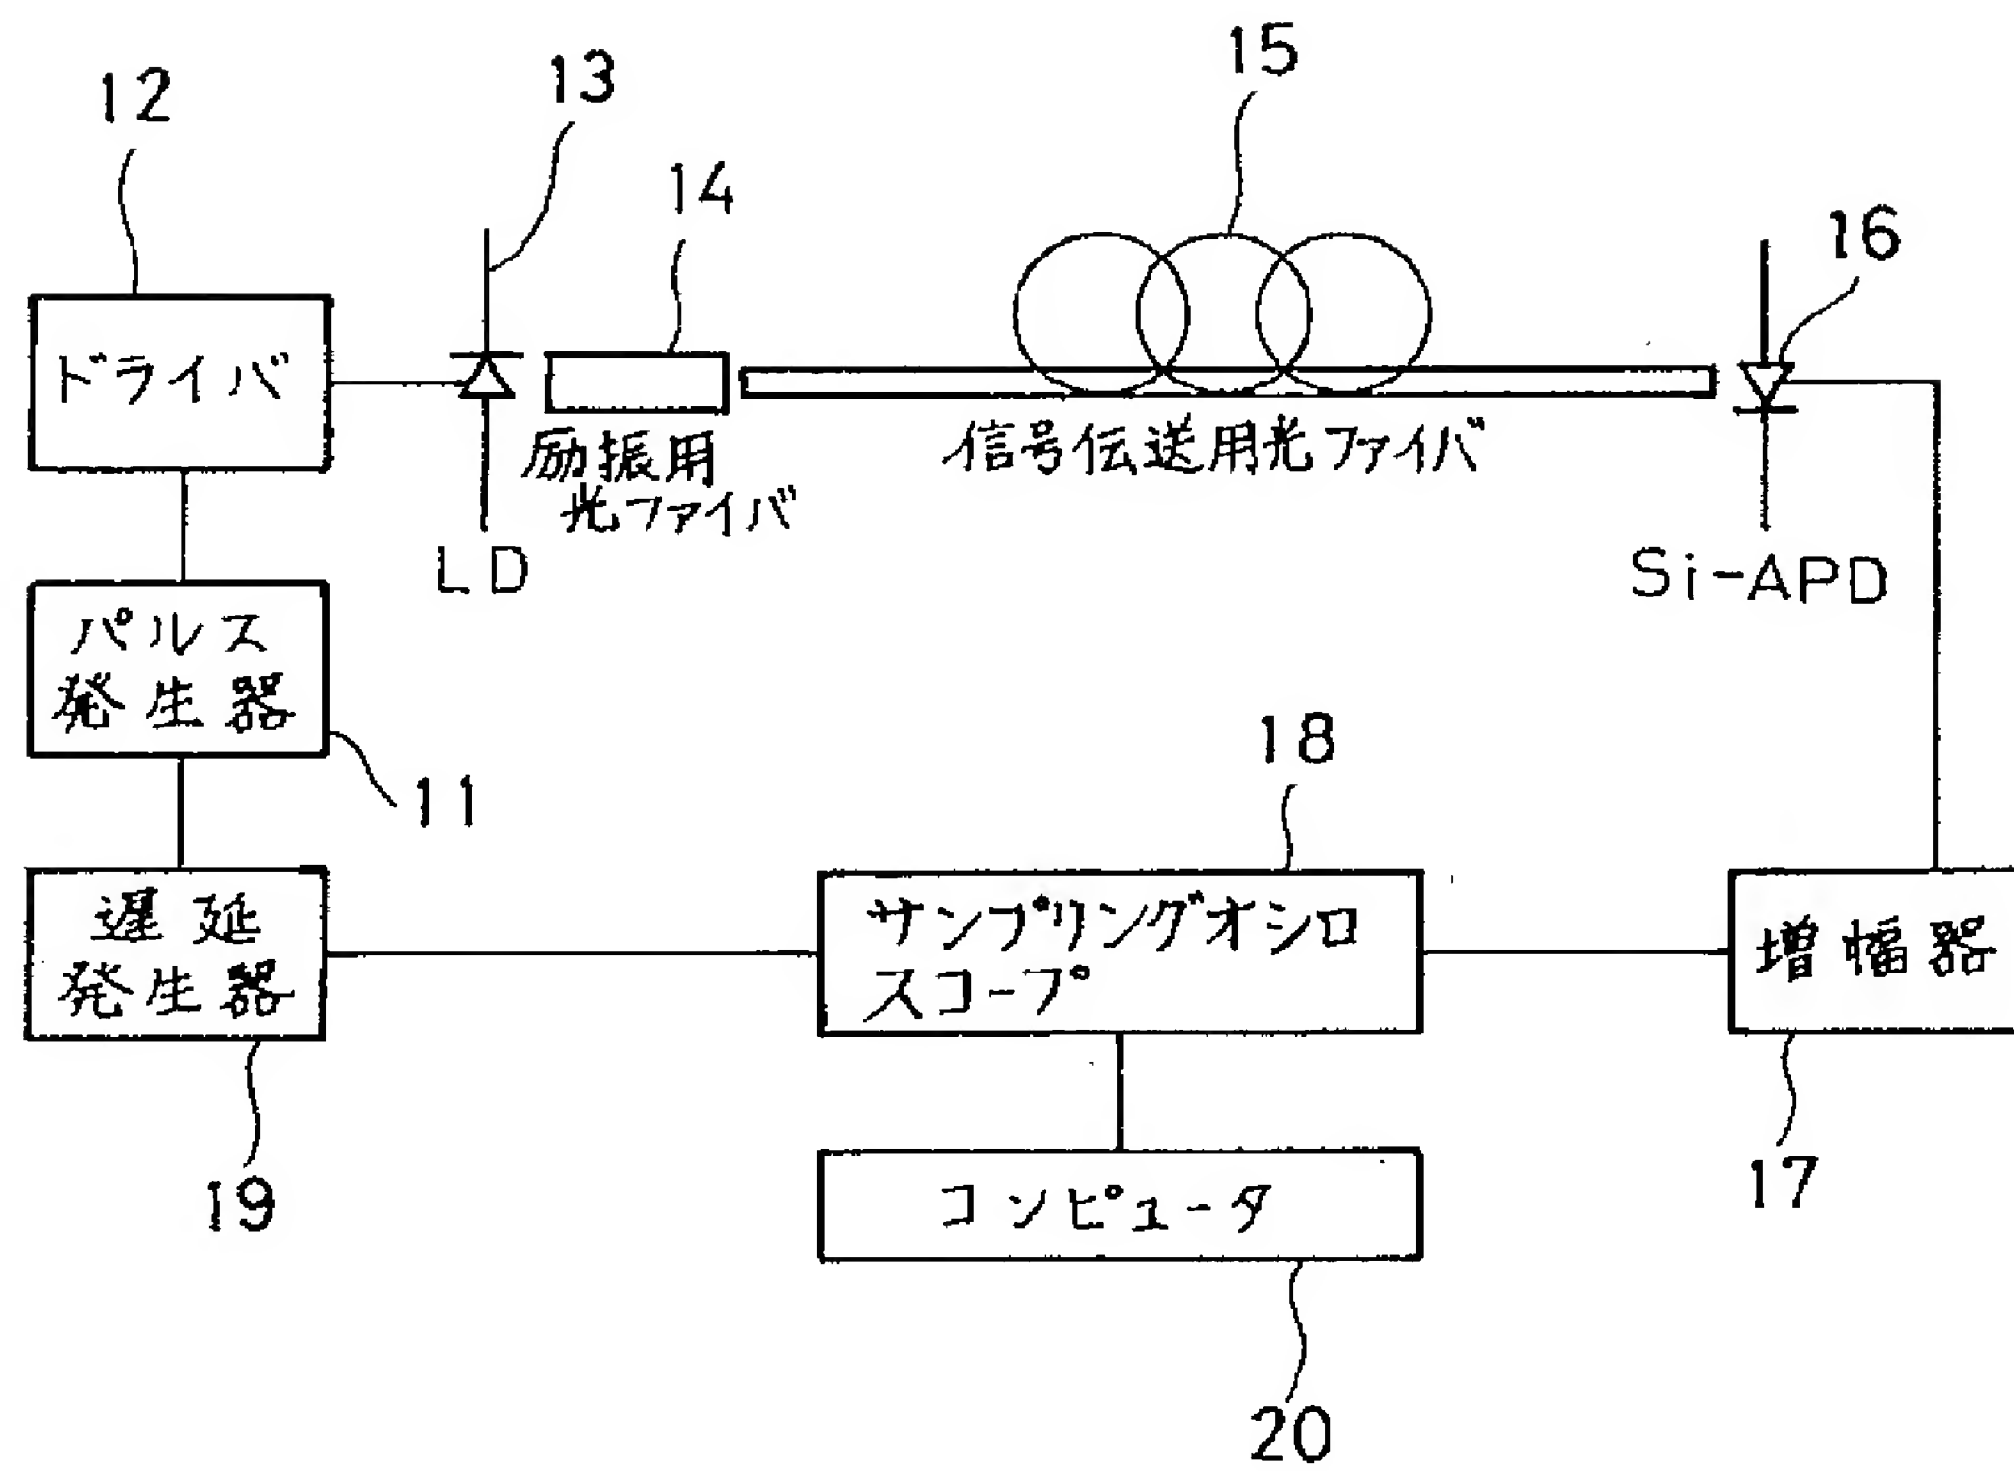 15
13
12
14
16
ドライバ
励振用
光ファイバ
信号伝送用光ファイバ
LD
Si-APD
パルス
発生器
11
18
遅延
発生器
サンプリングオシロ
スコープ
増幅器
19
17
コンピュータ
20